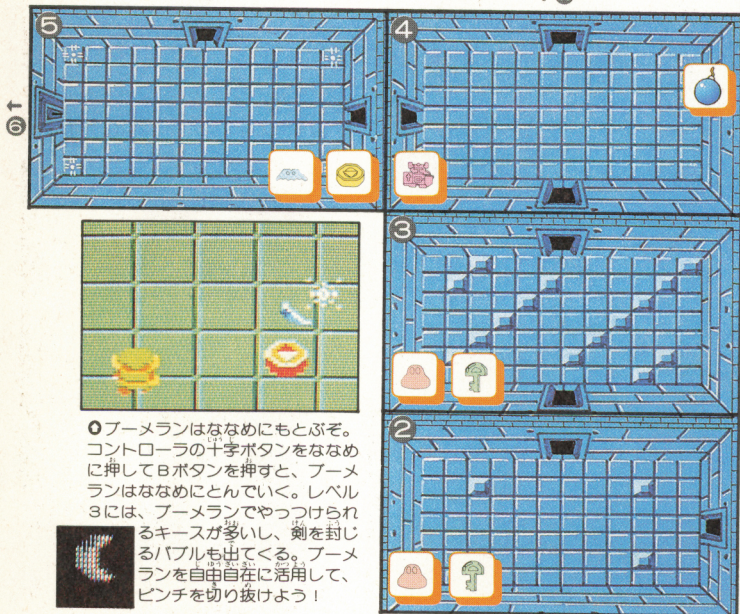 ⑤
④
↑
⑥
③
②
⬆ブーメランはななめにもとぶぞ。
コントローラの十字ボタンをななめ
に押してBボタンを押すと、ブーメ
ランはななめにとんでいく。レベル
3には、ブーメランでやっつけられ
るキースが多いし、剣を封じ
るバブルも出てくる。ブーメ
ランを自由自在に活用して、
ピンチを切り抜けよう！